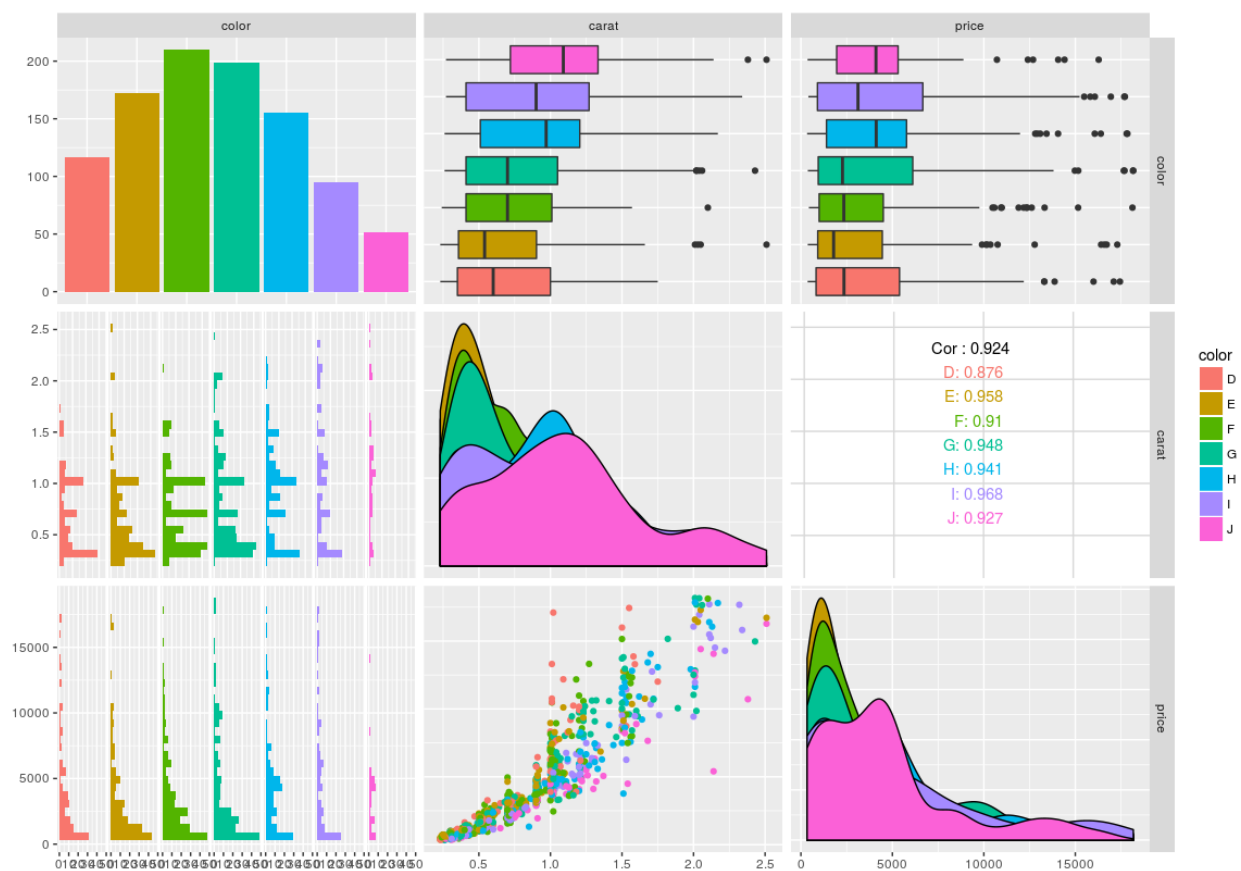 color carat price
200
150
100
50
0
color
2.5
2.0
1.5
1.0
0.5
Cor : 0.924
D: 0.876
E: 0.958
F: 0.91
G: 0.948
H: 0.941
I: 0.968
J: 0.927
carat
color
D
E
F
G
H
I
J
15000
10000
5000
0
price
0.5 1.0 1.5 2.0 2.5
0 5000 10000 15000